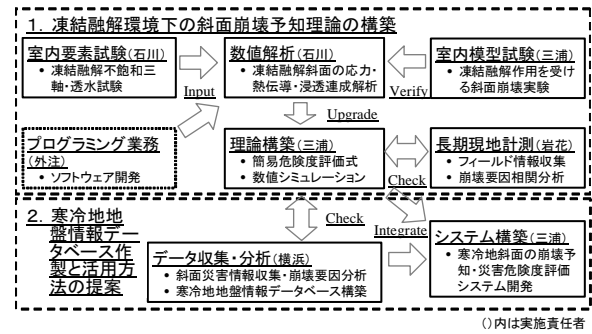 1. 凍結融解環境下の斜面崩壊予知理論の構築
室内要素試験(石川)
• 凍結融解不飽和三
軸・透水試験
Input
数値解析(石川)
• 凍結融解斜面の応力・
熱伝導・浸透連成解析
Verify
室内模型試験(三浦)
• 凍結融解作用を受け
る斜面崩壊実験
Upgrade
プログラミング業務
(外注)
• ソフトウェア開発
理論構築(三浦)
• 簡易危険度評価式
• 数値シミュレーション
Check
長期現地計測(岩花)
• フィールド情報収集
• 崩壊要因相関分析
2. 寒冷地地
盤情報デー
タベース作
製と活用方
法の提案
Check
Integrate
データ収集・分析(横浜)
• 斜面災害情報収集・崩壊要因分析
• 寒冷地地盤情報データベース構築
システム構築(三浦)
• 寒冷地斜面の崩壊予
知・災害危険度評価
システム開発
()内は実施責任者